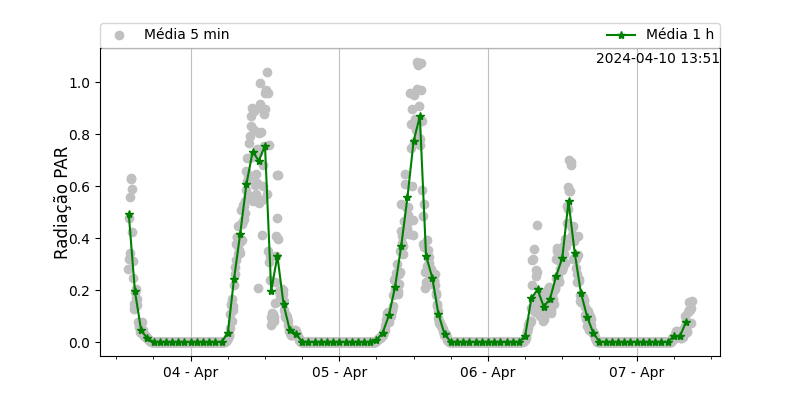 Média 5 min
Média 1 h
2024-04-10 13:51
Radiação PAR
1.0
0.8
0.6
0.4
0.2
0.0
04 - Apr
05 - Apr
06 - Apr
07 - Apr